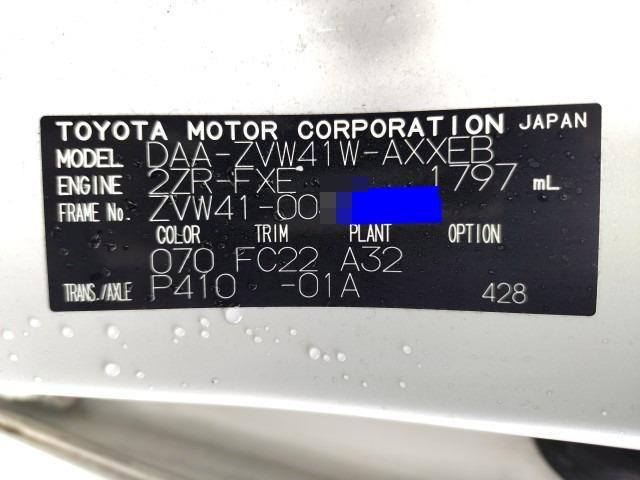 TOYOTA MOTOR CORPORATION JAPAN
MODEL DAA-ZVW41W-AXXEB
ENGINE 2ZR-FXE 1797 mL
FRAME No. ZVW41-00
COLOR TRIM PLANT OPTION
070 FC22 A32
TRANS./AXLE P410 -01A 428